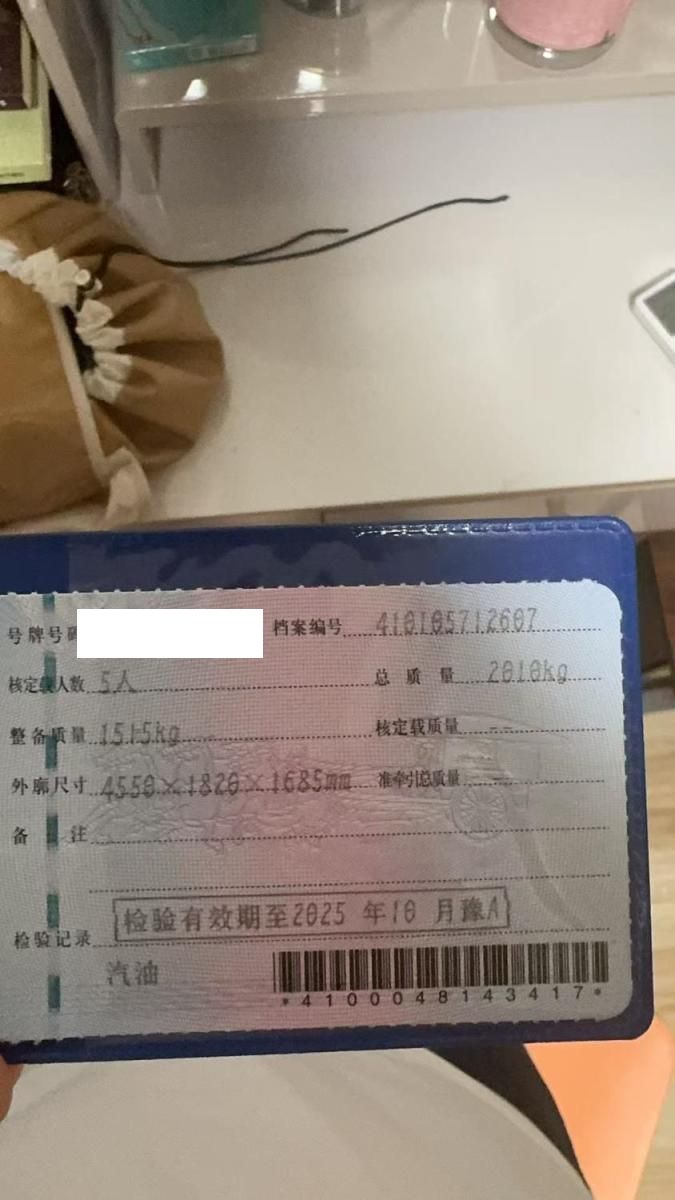 号牌号码 档案编号 410105712607
核定载人数 5人 总质量 2010kg
整备质量 1515kg 核定载质量 --
外廓尺寸 4550×1820×1685mm 准牵引总质量 --
备注
检验记录 检验有效期至2025 年10 月豫A
汽油
*4100048143417*